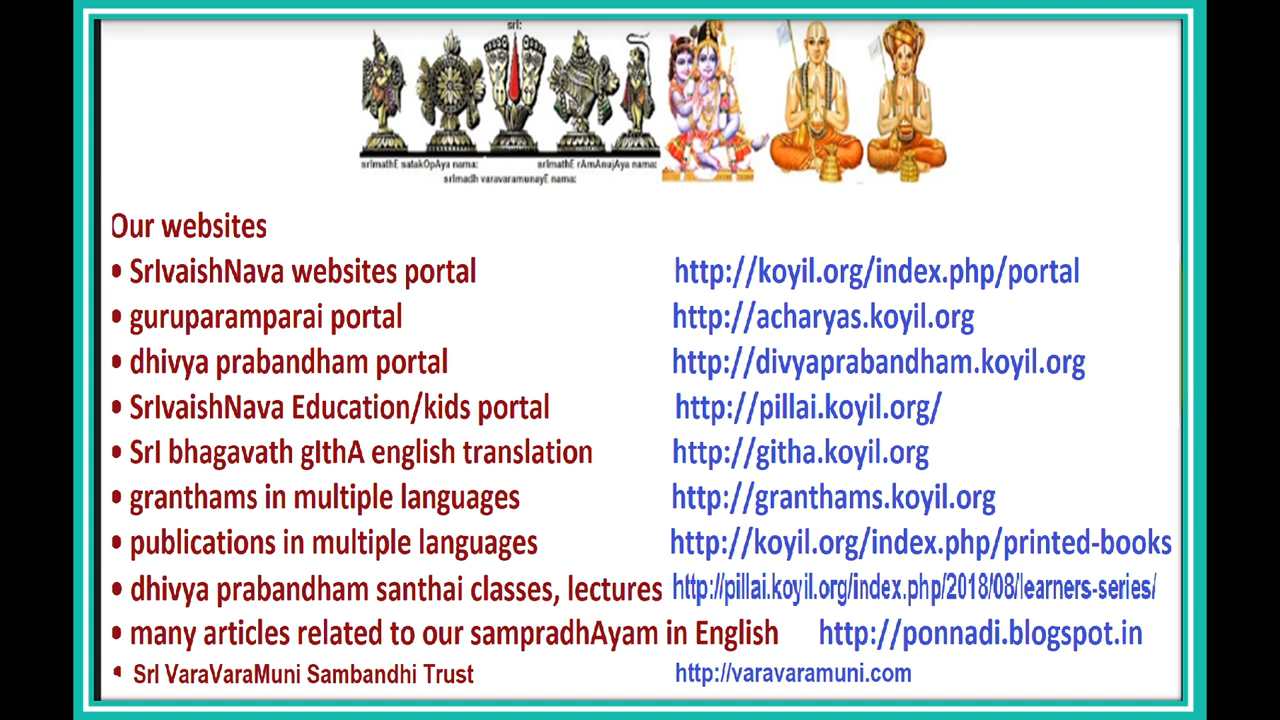 srI:
srImathE satakOpAya nama: srImathE rAmAnajAya nama:
srImadh varavaramunayE nama:
Our websites
• SrIvaishNava websites portal http://koyil.org/index.php/portal
• guruparamparai portal http://acharyas.koyil.org
• dhivya prabandham portal http://divyaprabandham.koyil.org
• SrIvaishNava Education/kids portal http://pillai.koyil.org/
• SrI bhagavath gIthA english translation http://githa.koyil.org
• granthams in multiple languages http://granthams.koyil.org
• publications in multiple languages http://koyil.org/index.php/printed-books
• dhivya prabandham santhai classes, lectures http://pillai.koyil.org/index.php/2018/08/learners-series/
• many articles related to our sampradhAyam in English http://ponnadi.blogspot.in
• SrI VaraVaraMuni Sambandhi Trust http://varavaramuni.com